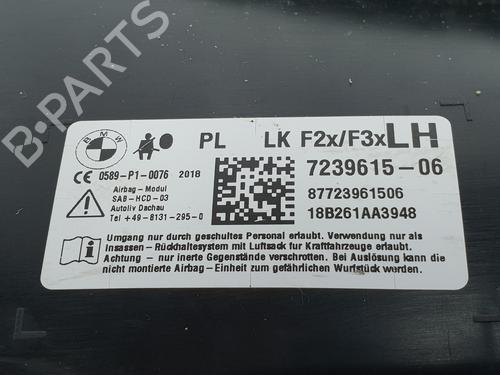 B-PARTS
BMW
PL LK F2x/F3x LH
CE 0589-P1-0076 2018
7239615-06
Airbag-Modul
SAB-HCD-03
Autoliv Dachau
Tel +49-8131-295-0
87723961506
18B261AA3948
Umgang nur durch geschultes Personal erlaubt. Verwendung nur als
Insassen-Rückhaltesystem mit Luftsack für Kraftfahrzeuge erlaubt.
Achtung - nur inerte Gegenstände verschrotten. Bei Auslösung kann die
nicht montierte Airbag-Einheit zum gefährlichen Wurfstück werden.